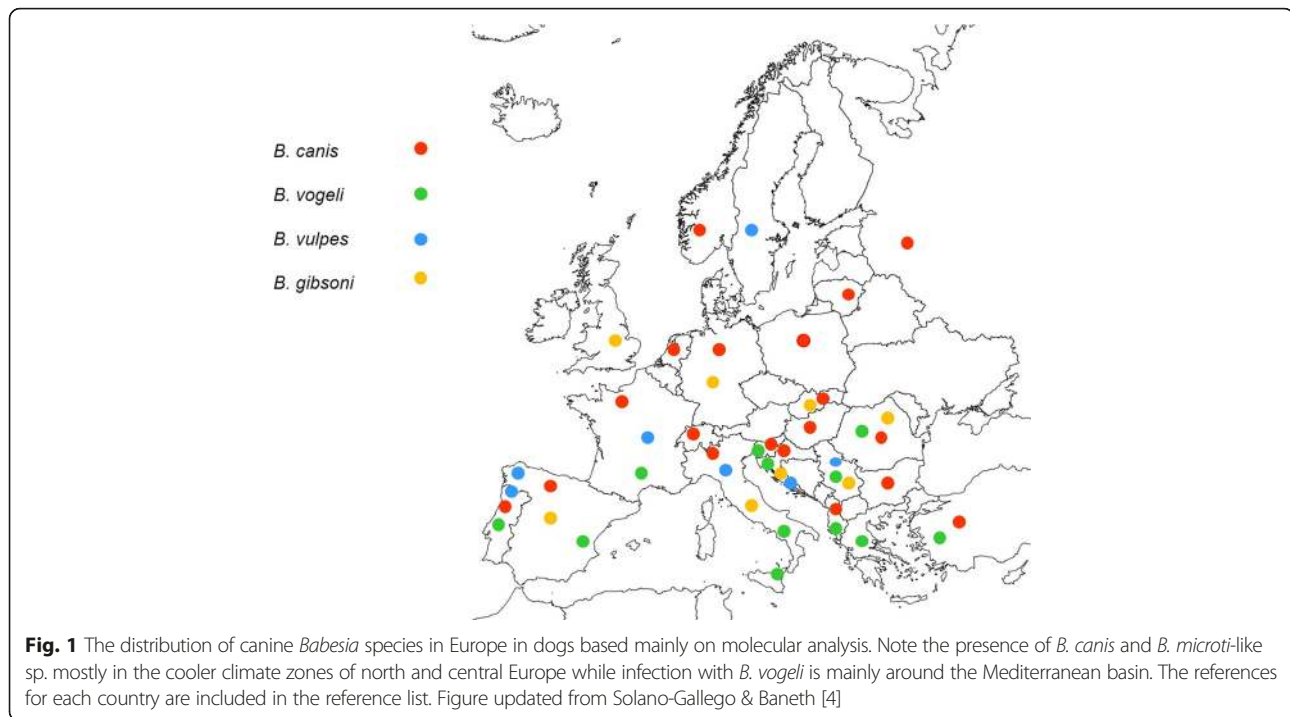 B. canis
B. vogeli
B. vulpes
B. gibsoni
Fig. 1 The distribution of canine Babesia species in Europe in dogs based mainly on molecular analysis. Note the presence of B. canis and B. microti-like
sp. mostly in the cooler climate zones of north and central Europe while infection with B. vogeli is mainly around the Mediterranean basin. The references
for each country are included in the reference list. Figure updated from Solano-Gallego & Baneth [4]